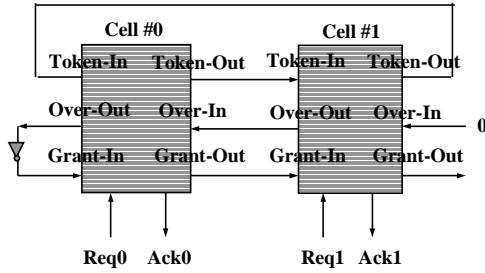 Cell #0 Cell #1
Token-In Token-Out Token-In Token-Out
Over-Out Over-In Over-Out Over-In
0
Grant-In Grant-Out Grant-In Grant-Out
Req0 Ack0 Req1 Ack1